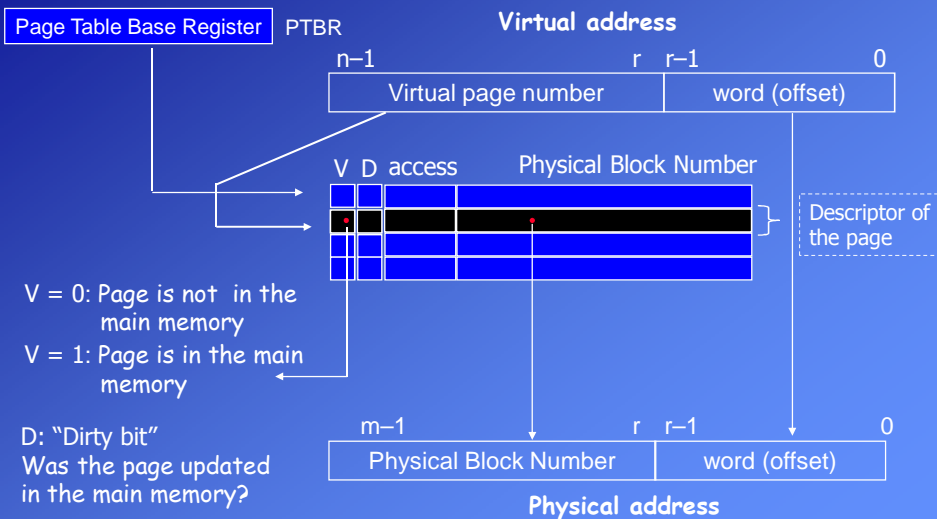 Page Table Base Register PTBR
Virtual address
n–1 r r–1 0
Virtual page number word (offset)
V D access Physical Block Number
Descriptor of
the page
V = 0: Page is not in the
main memory
V = 1: Page is in the main
memory
D: “Dirty bit”
Was the page updated
in the main memory?
m–1 r r–1 0
Physical Block Number word (offset)
Physical address